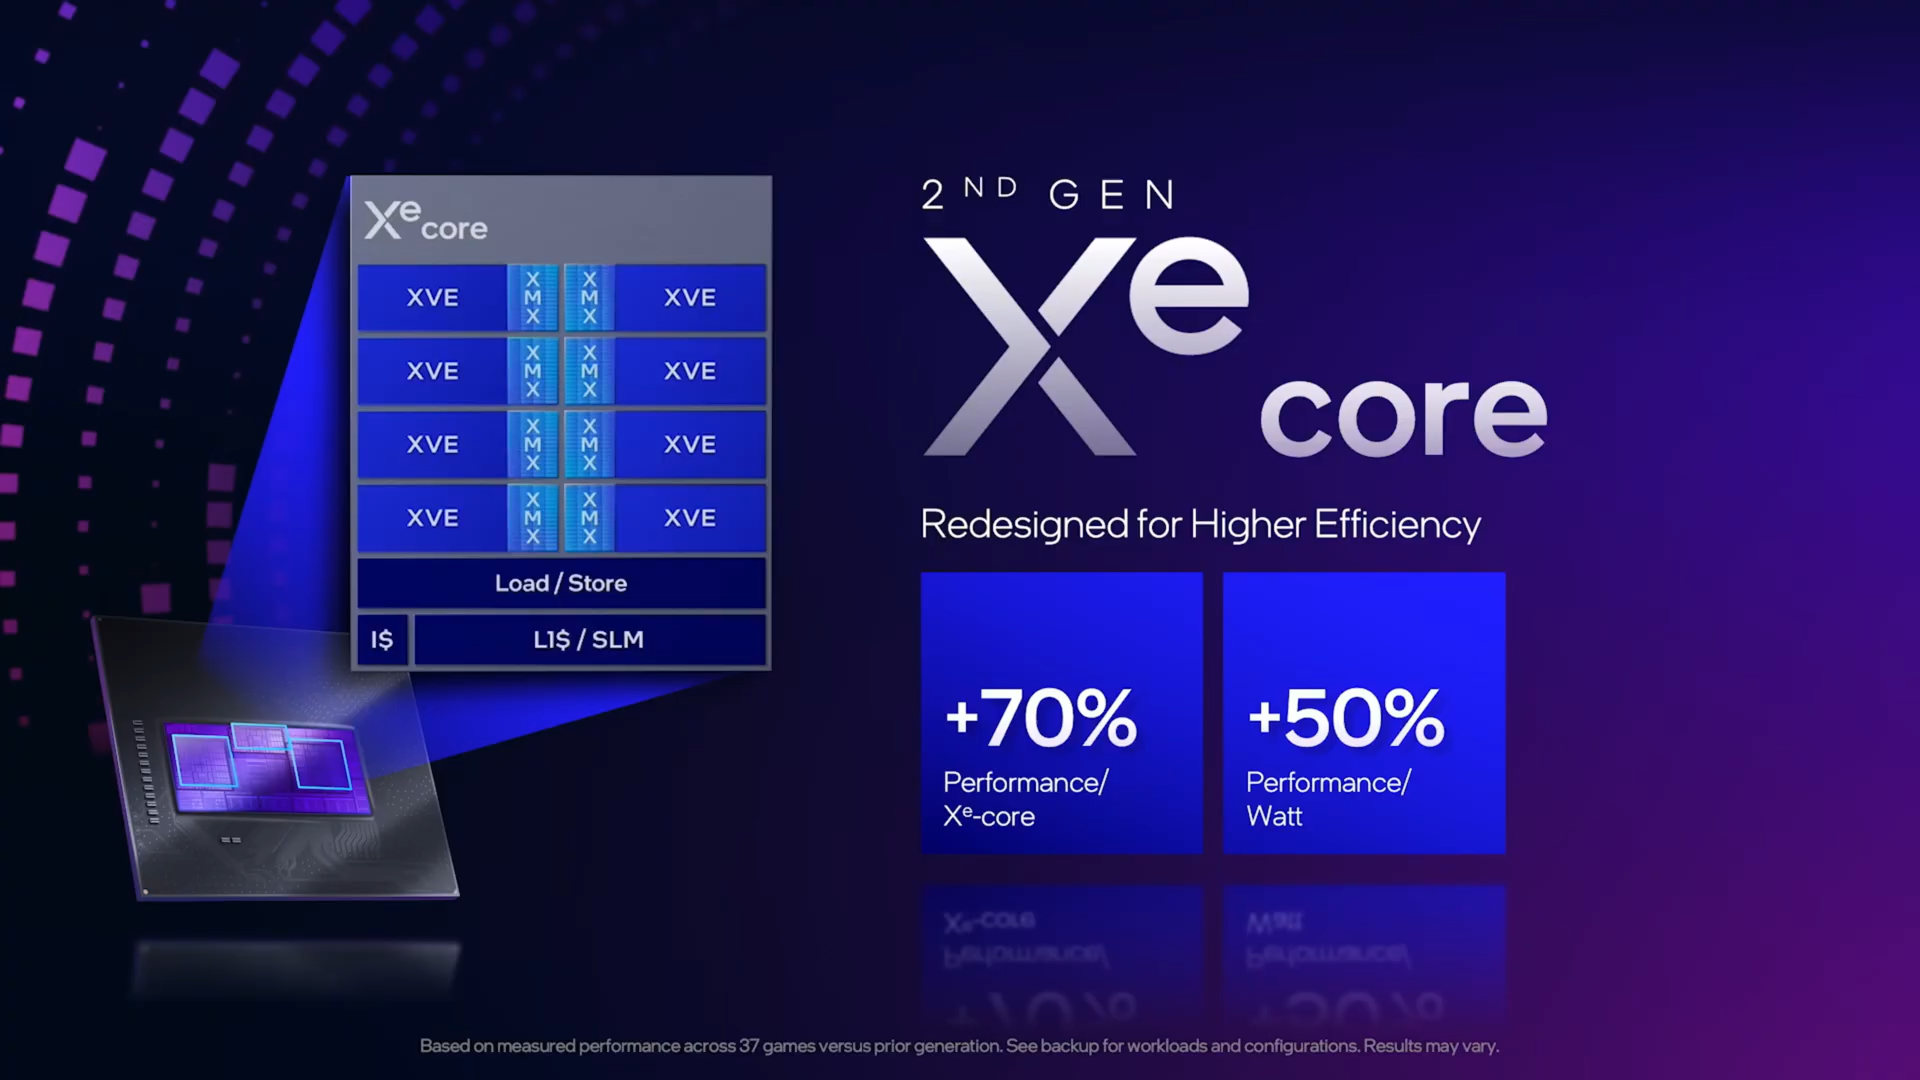 Xe core
XVE XMX XMX XVE
XVE XMX XMX XVE
XVE XMX XMX XVE
XVE XMX XMX XVE
Load / Store
I$ L1$ / SLM
2ND GEN
Xe core
Redesigned for Higher Efficiency
+70%
Performance/
Xe-core
+50%
Performance/
Watt
Based on measured performance across 37 games versus prior generation. See backup for workloads and configurations. Results may vary.